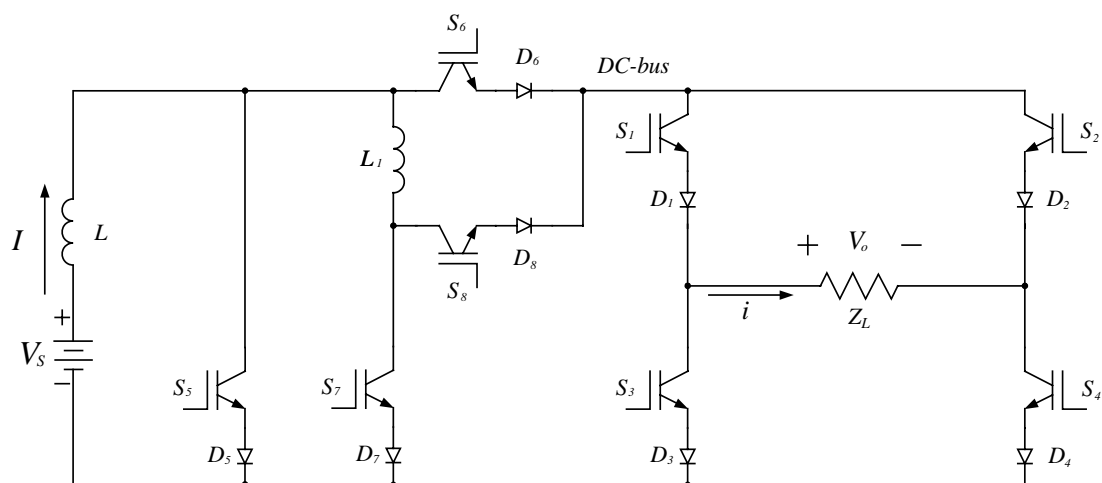 S6
D6
DC-bus
S1
S2
L1
D1
D2
I
L
D8
+ Vo −
S8
i
ZL
+
VS
−
S5
S7
S3
S4
D5
D7
D3
D4